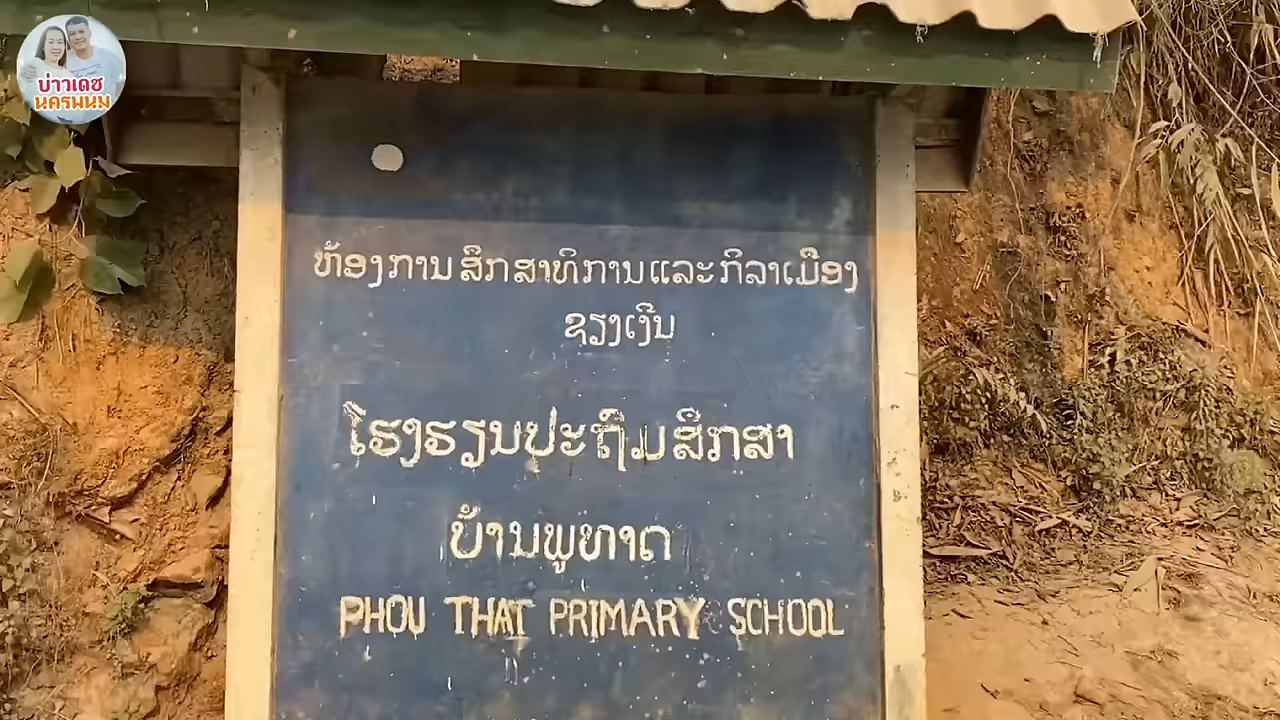 บ่าวเดช
นครพนม
ຫ້ອງການ ສຶກສາທິການ ແລະ ກິລາເມືອງ
ຊຽງເງິນ
ໂຮງຮຽນປະຖົມສຶກສາ
ບ້ານພູທາດ
PHOU THAT PRIMARY SCHOOL